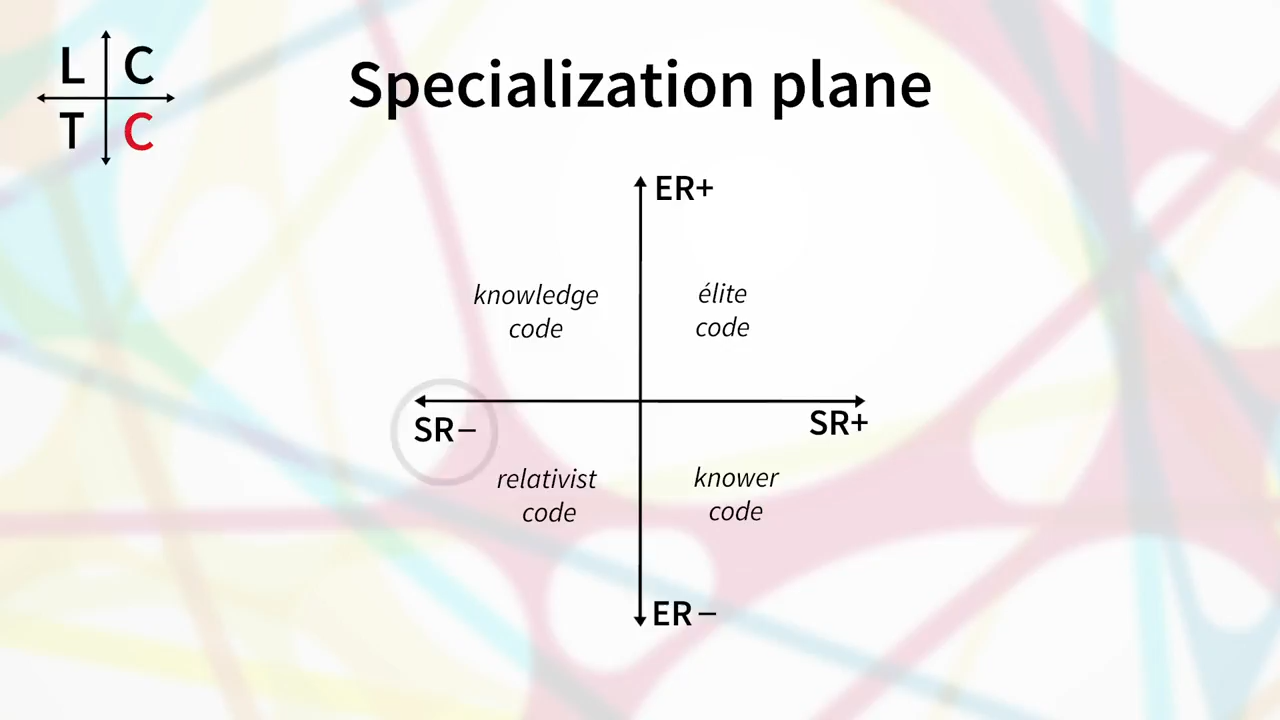 L C
T C
Specialization plane
ER+
knowledge
code
élite
code
SR−
SR+
relativist
code
knower
code
ER −